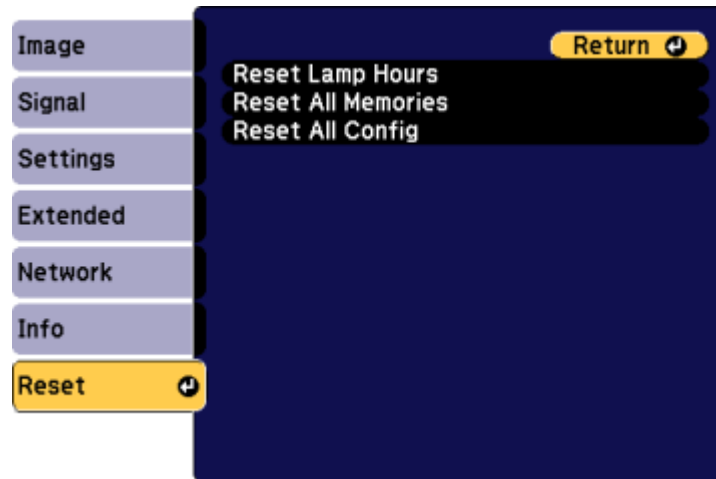 Image
Signal
Settings
Extended
Network
Info
Reset
Return
Reset Lamp Hours
Reset All Memories
Reset All Config